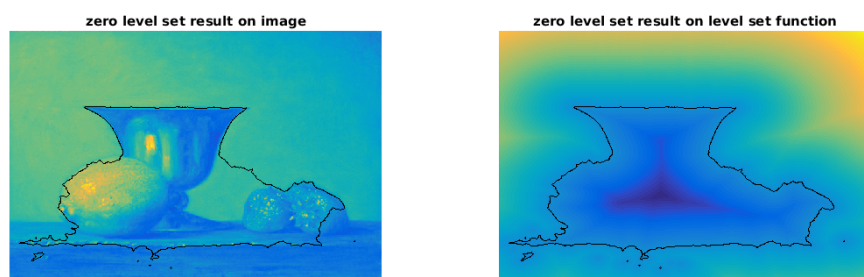 zero level set result on image
zero level set result on level set function